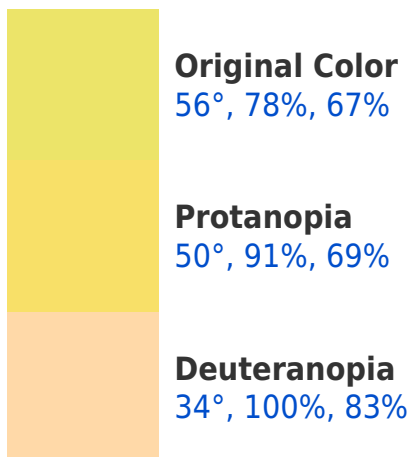 Original Color
56°, 78%, 67%
Protanopia
50°, 91%, 69%
Deuteranopia
34°, 100%, 83%